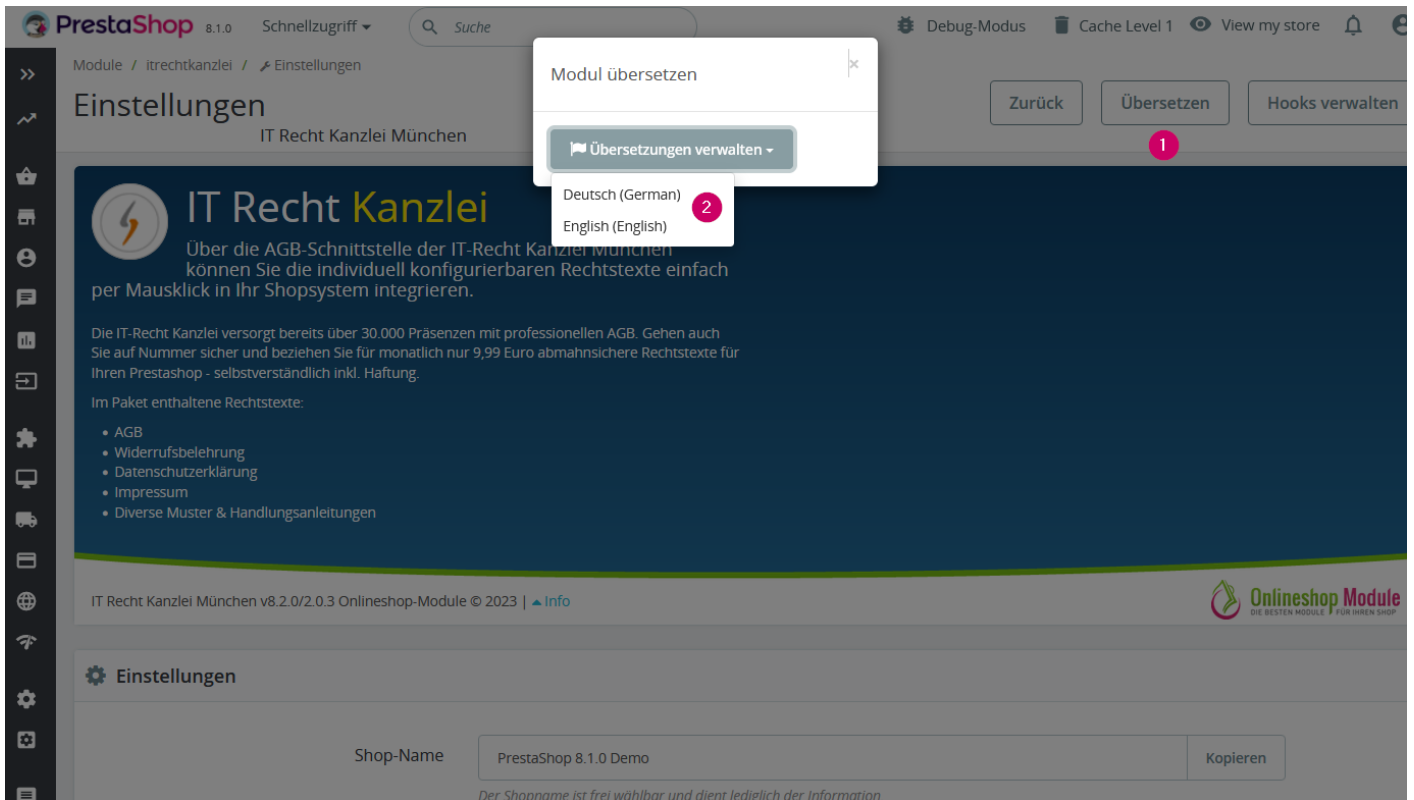 PrestaShop 8.1.0 Schnellzugriff Suche Debug-Modus Cache Level 1 View my store
Module / itrechtkanzlei / Einstellungen
Einstellungen
IT Recht Kanzlei München
Modul übersetzen ×
Zurück Übersetzen Hooks verwalten
1
Übersetzungen verwalten
Deutsch (German)
2
English (English)
IT Recht Kanzlei
Über die AGB-Schnittstelle der IT-Recht Kanzlei München
können Sie die individuell konfigurierbaren Rechtstexte einfach
per Mausklick in Ihr Shopsystem integrieren.
Die IT-Recht Kanzlei versorgt bereits über 30.000 Präsenzen mit professionellen AGB. Gehen auch
Sie auf Nummer sicher und beziehen Sie für monatlich nur 9,99 Euro abmahnsichere Rechtstexte für
Ihren Prestashop - selbstverständlich inkl. Haftung.
Im Paket enthaltene Rechtstexte:
• AGB
• Widerrufsbelehrung
• Datenschutzerklärung
• Impressum
• Diverse Muster & Handlungsanleitungen
IT Recht Kanzlei München v8.2.0/2.0.3 Onlineshop-Module © 2023 | Info
Onlineshop Module
DIE BESTEN MODULE FÜR IHREN SHOP
Einstellungen
Shop-Name PrestaShop 8.1.0 Demo Kopieren
Der Shopname ist frei wählbar und dient lediglich der Information